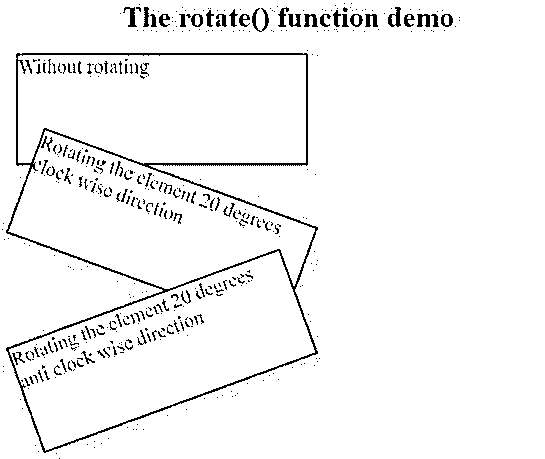 The rotate() function demo
Without rotating
Rotating the element 20 degrees
clock wise direction
Rotating the element 20 degrees
anti clock wise direction